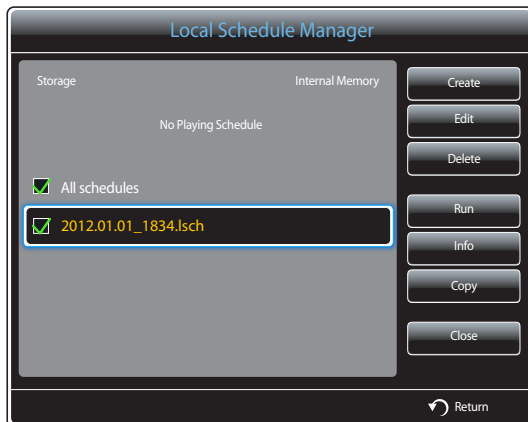 Local Schedule Manager
Storage Internal Memory
No Playing Schedule
All schedules
2012.01.01_1834.lsch
Create
Edit
Delete
Run
Info
Copy
Close
Return